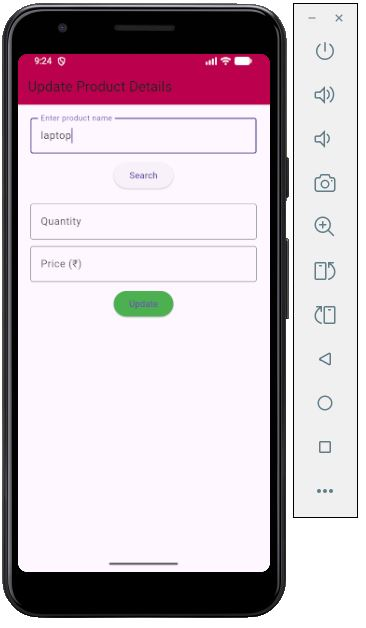 9:24
Update Product Details
Enter product name
laptop
Search
Quantity
Price (₹)
Update